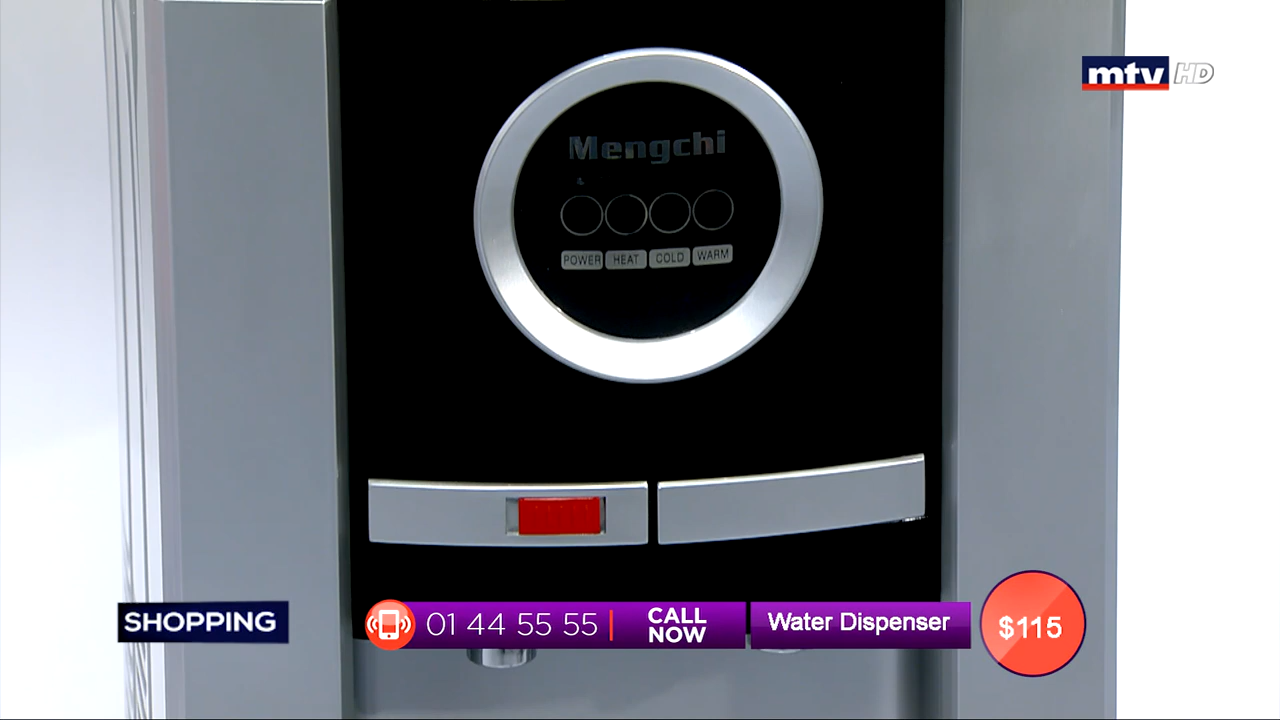 mtv HD
Mengchi
POWER HEAT COLD WARM
SHOPPING
01 44 55 55
CALL
NOW
Water Dispenser
$115